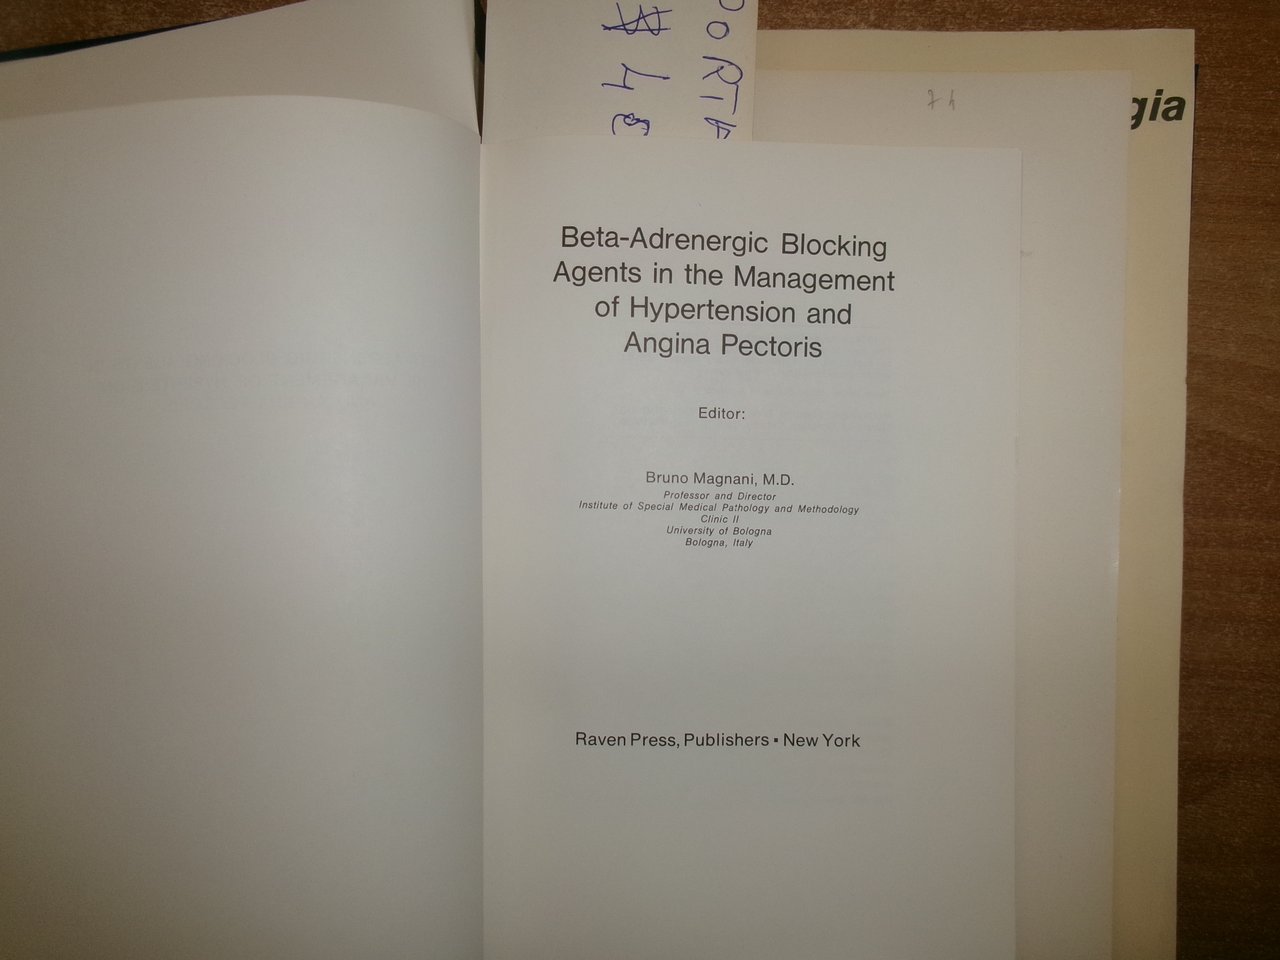 gia
Beta-Adrenergic Blocking
Agents in the Management
of Hypertension and
Angina Pectoris
Editor:
Bruno Magnani, M.D.
Professor and Director
Institute of Special Medical Pathology and Methodology
Clinic II
University of Bologna
Bologna, Italy
Raven Press, Publishers ▪ New York